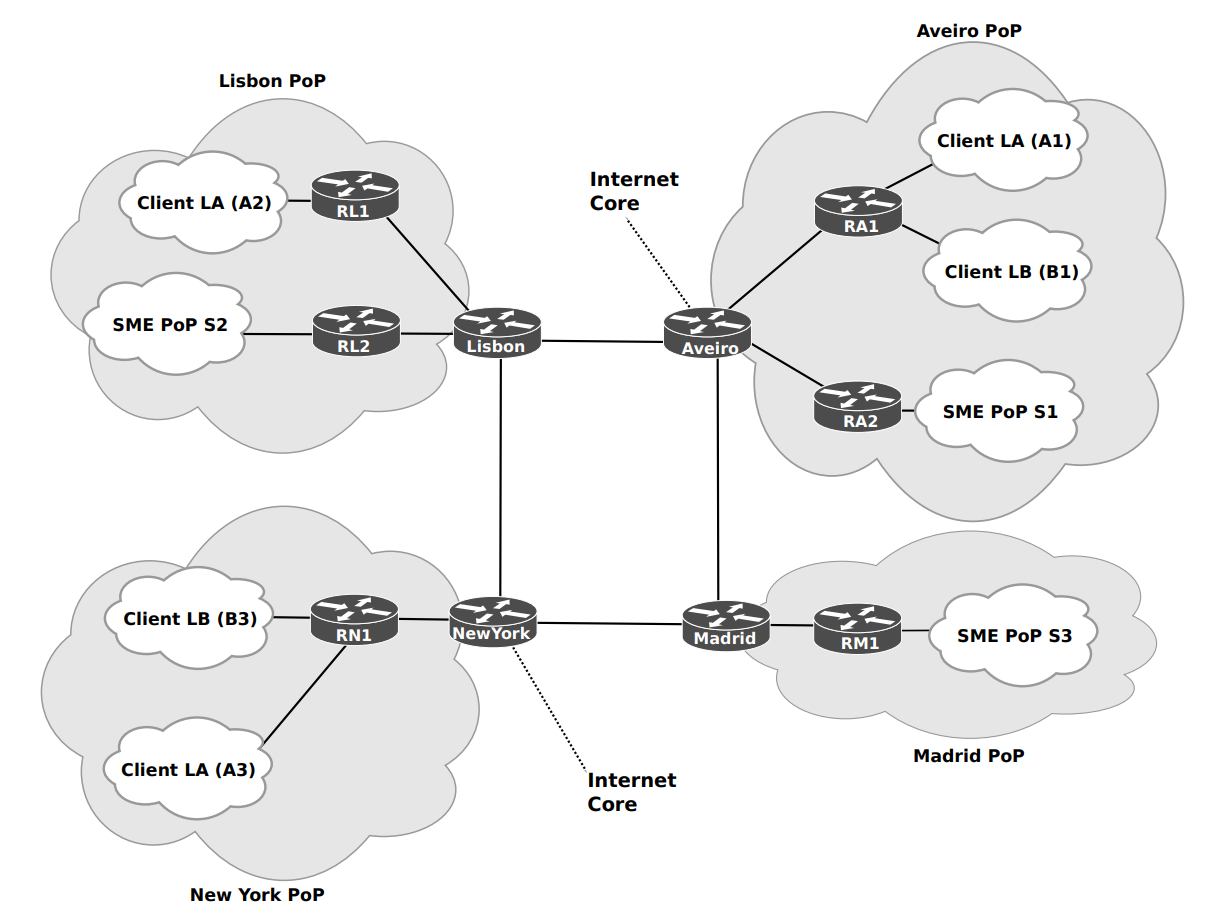 Aveiro PoP
Lisbon PoP
Client LA (A1)
Internet
Core
Client LA (A2)
RL1
RA1
Client LB (B1)
SME PoP S2
RL2
Lisbon
Aveiro
RA2
SME PoP S1
Client LB (B3)
RN1
NewYork
Madrid
RM1
SME PoP S3
Client LA (A3)
Internet
Core
Madrid PoP
New York PoP